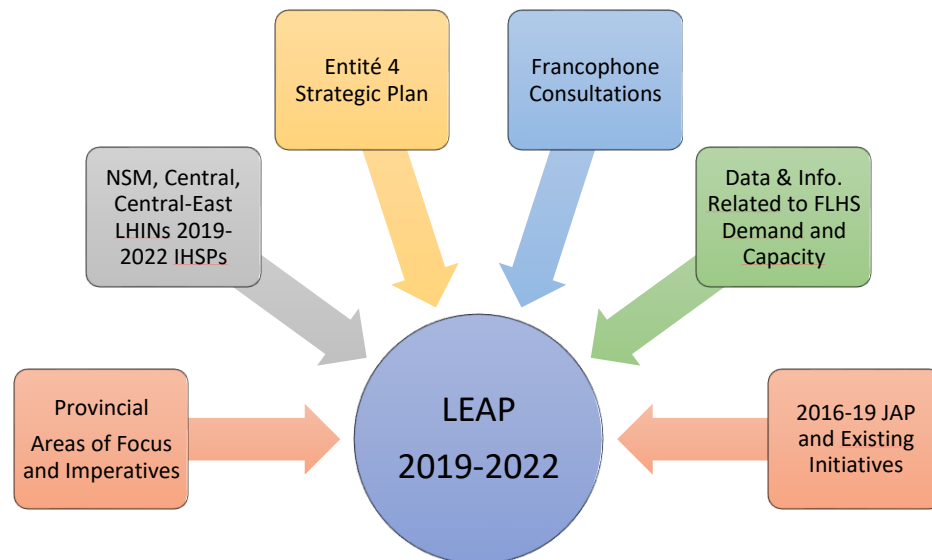 Entité 4
Strategic Plan
Francophone
Consultations
NSM, Central,
Central-East
LHINs 2019-
2022 IHSPs
Data & Info.
Related to FLHS
Demand and
Capacity
Provincial
Areas of Focus
and Imperatives
LEAP
2019-2022
2016-19 JAP
and Existing
Initiatives